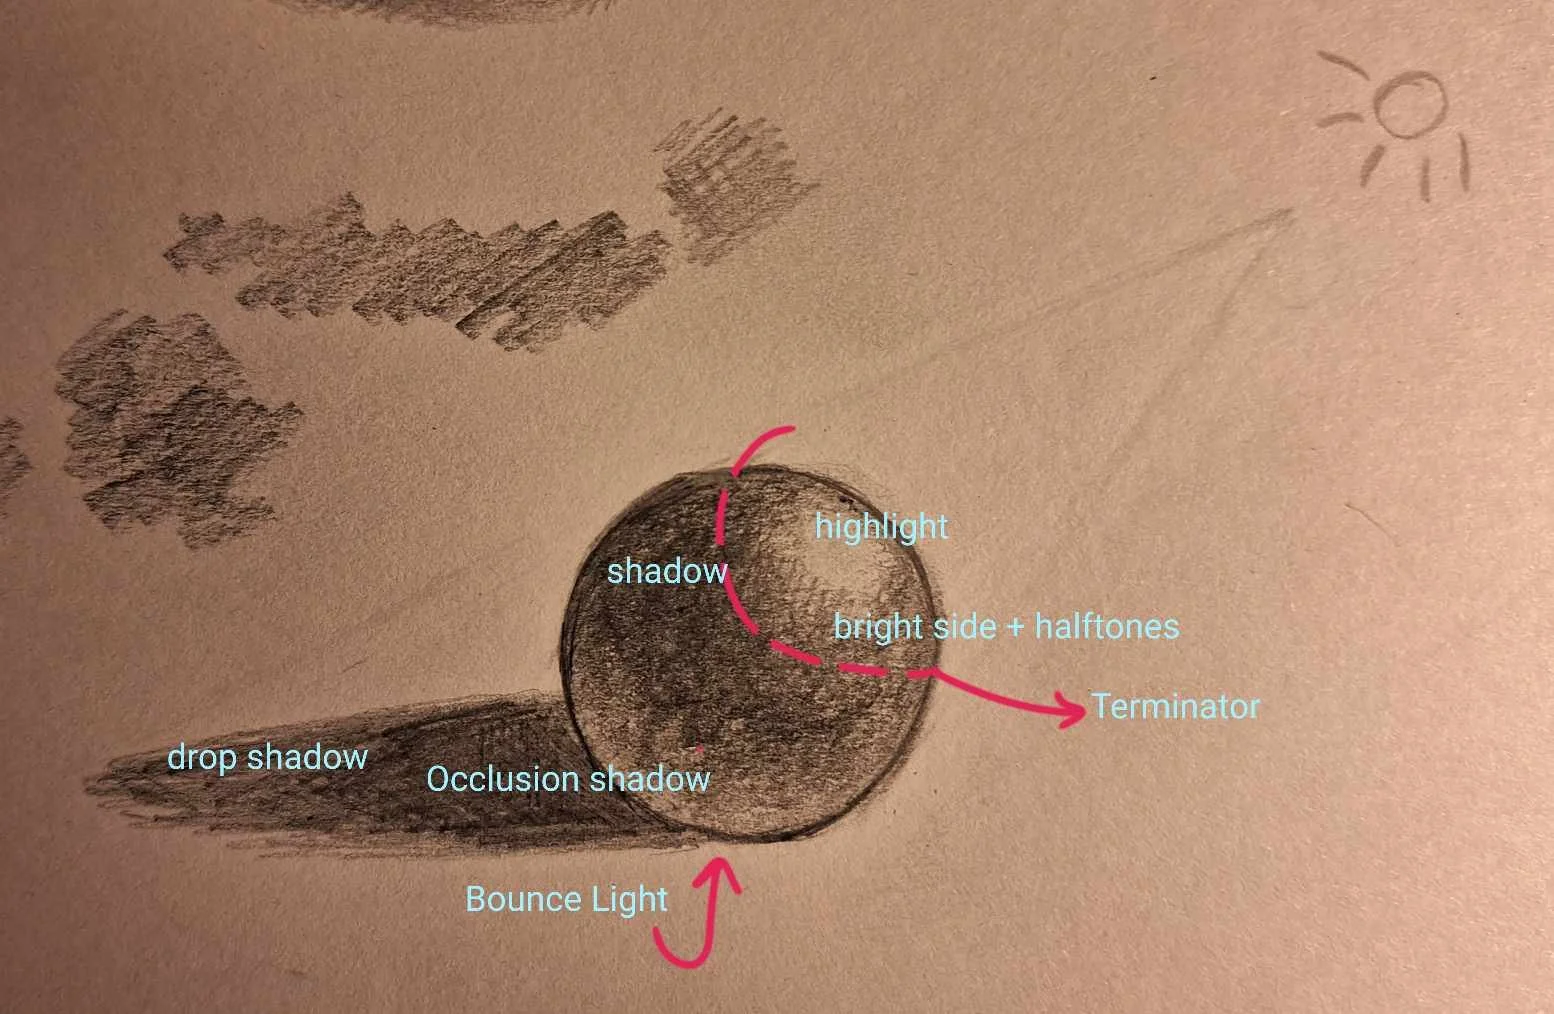 highlight
shadow
bright side + halftones
Terminator
drop shadow
Occlusion shadow
Bounce Light